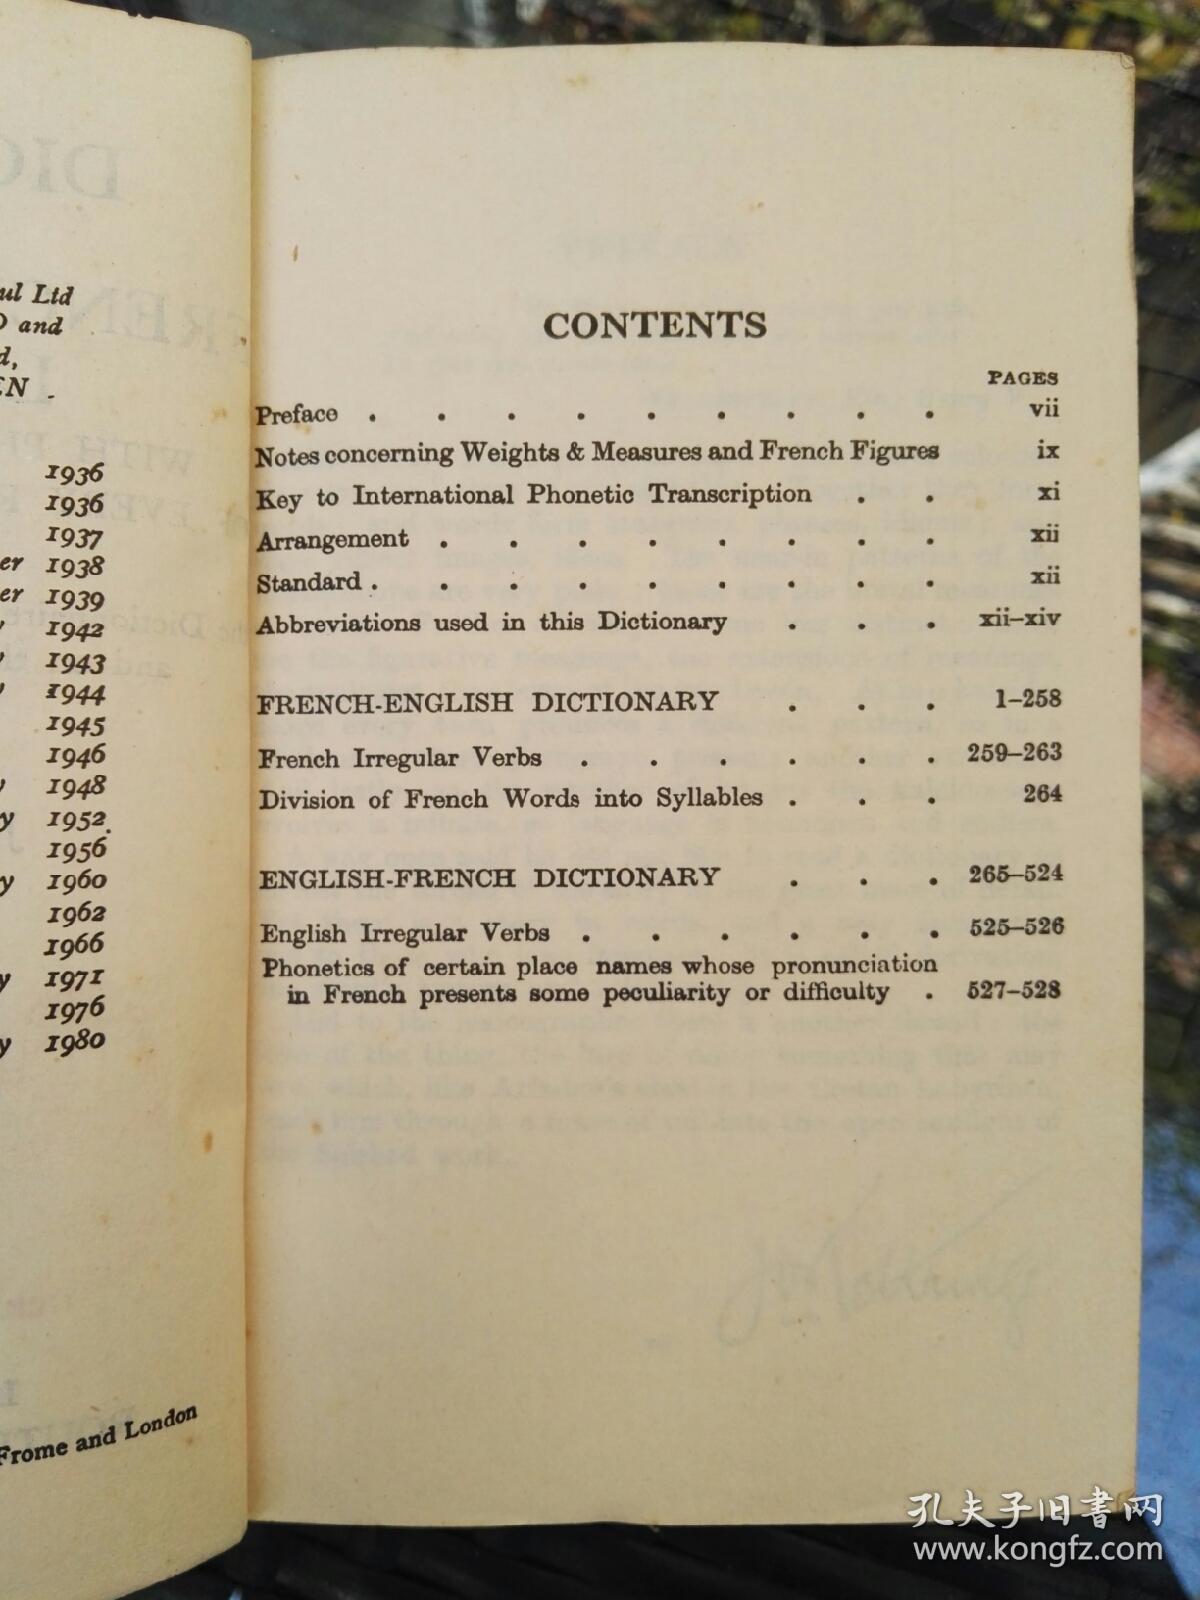 ul Ltd
and
d,
EN
1936
1936
1937
er 1938
er 1939
y 1942
y 1943
y 1944
1945
1946
y 1948
ry 1952
1956
ry 1960
1962
1966
y 1971
1976
y 1980
Frome and London
CONTENTS
PAGES
Preface . . . . . . . . . vii
Notes concerning Weights & Measures and French Figures ix
Key to International Phonetic Transcription . . xi
Arrangement . . . . . . . . xii
Standard . . . . . . . . . xii
Abbreviations used in this Dictionary . . . xii–xiv
FRENCH-ENGLISH DICTIONARY . . . 1–258
French Irregular Verbs . . . . . . 259–263
Division of French Words into Syllables . . . 264
ENGLISH-FRENCH DICTIONARY . . . 265–524
English Irregular Verbs . . . . . . 525–526
Phonetics of certain place names whose pronunciation
in French presents some peculiarity or difficulty . 527–528
孔夫子旧书网
www.kongfz.com